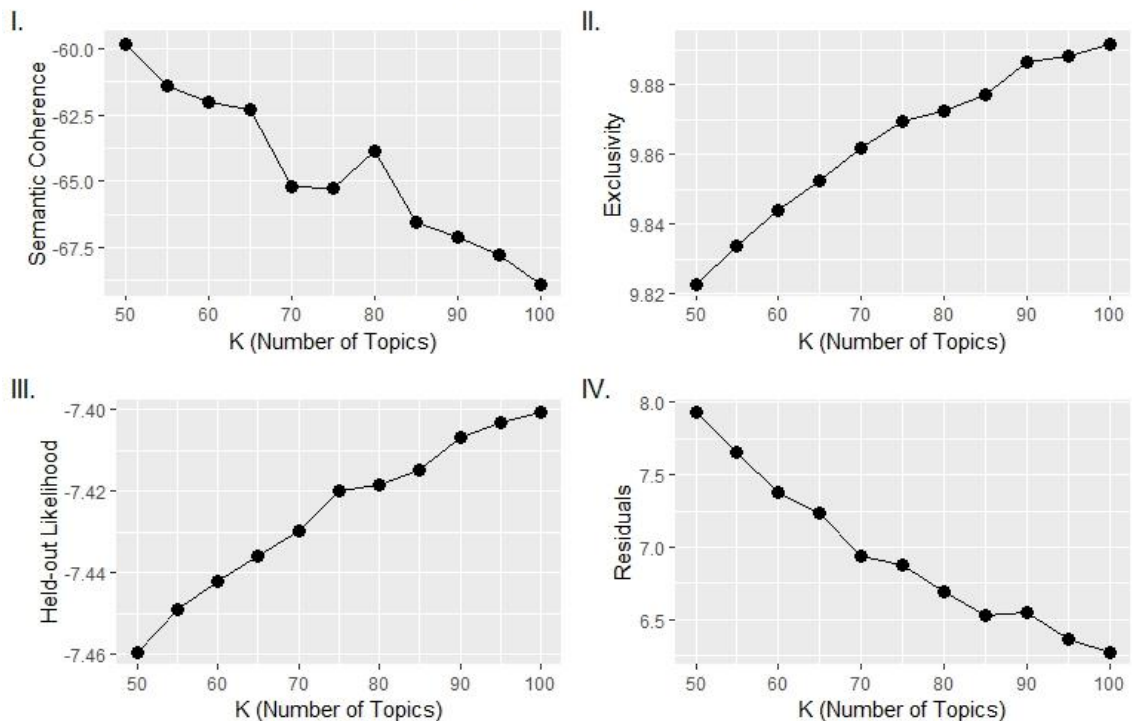 I.
-60.0
-62.5
-65.0
-67.5
Semantic Coherence
50 60 70 80 90 100
K (Number of Topics)
II.
9.88
9.86
9.84
9.82
Exclusivity
50 60 70 80 90 100
K (Number of Topics)
III.
-7.40
-7.42
-7.44
-7.46
Held-out Likelihood
50 60 70 80 90 100
K (Number of Topics)
IV.
8.0
7.5
7.0
6.5
Residuals
50 60 70 80 90 100
K (Number of Topics)